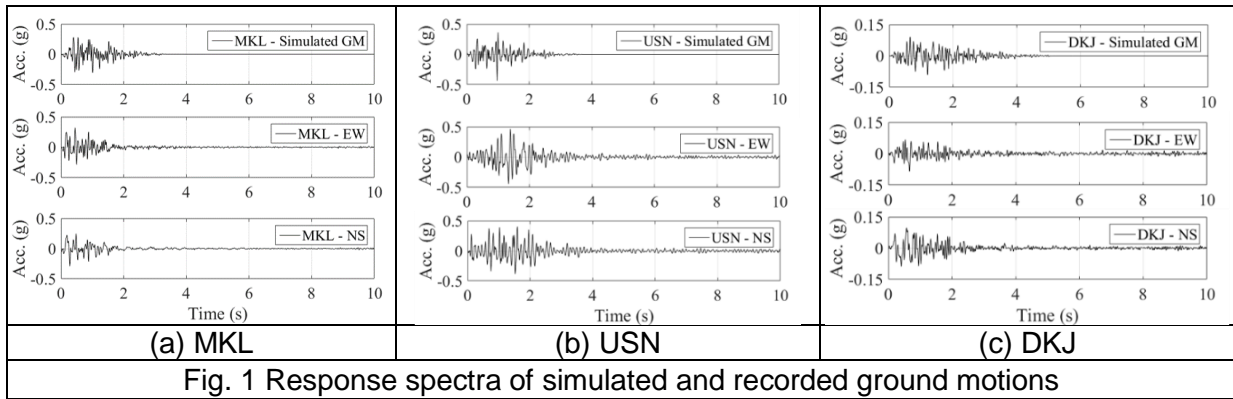 0.5
MKL - Simulated GM
Acc. (g)
0
-0.5
0 2 4 6 8 10
0.5
MKL - EW
Acc. (g)
0
-0.5
0 2 4 6 8 10
0.5
MKL - NS
Acc. (g)
0
-0.5
0 2 4 6 8 10
Time (s)
(a) MKL
0.5
USN - Simulated GM
Acc. (g)
0
-0.5
0 2 4 6 8 10
0.5
USN - EW
Acc. (g)
0
-0.5
0 2 4 6 8 10
0.5
USN - NS
Acc. (g)
0
-0.5
0 2 4 6 8 10
Time (s)
(b) USN
0.15
DKJ - Simulated GM
Acc. (g)
0
-0.15
0 2 4 6 8 10
0.15
DKJ - EW
Acc. (g)
0
-0.15
0 2 4 6 8 10
0.15
DKJ - NS
Acc. (g)
0
-0.15
0 2 4 6 8 10
Time (s)
(c) DKJ
Fig. 1 Response spectra of simulated and recorded ground motions